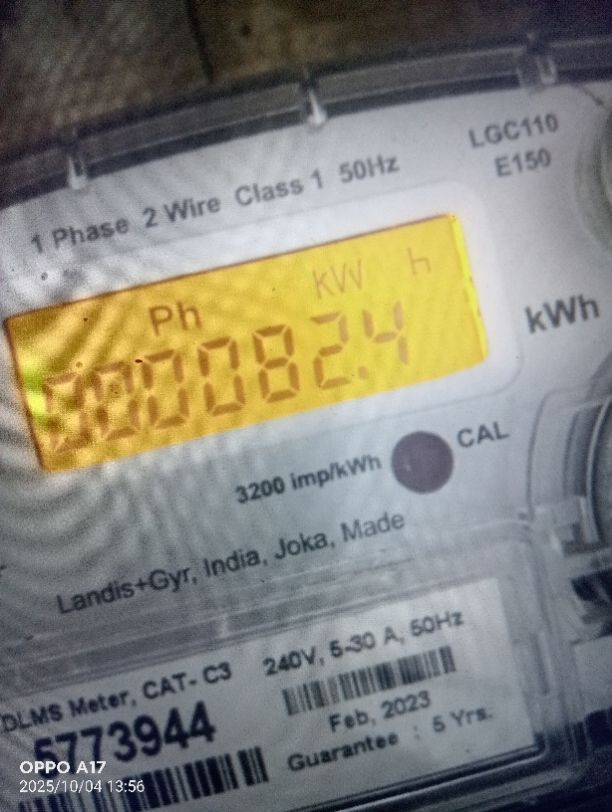 LGC110
E150
1 Phase 2 Wire Class 1 50Hz
Ph kW h
000082.4
kWh
3200 imp/kWh CAL
Landis+Gyr, India, Joka, Made
DLMS Meter, CAT- C3
240V, 5-30 A, 50Hz
5773944
Feb, 2023
Guarantee : 5 Yrs.
OPPO A17
2025/10/04 13:56